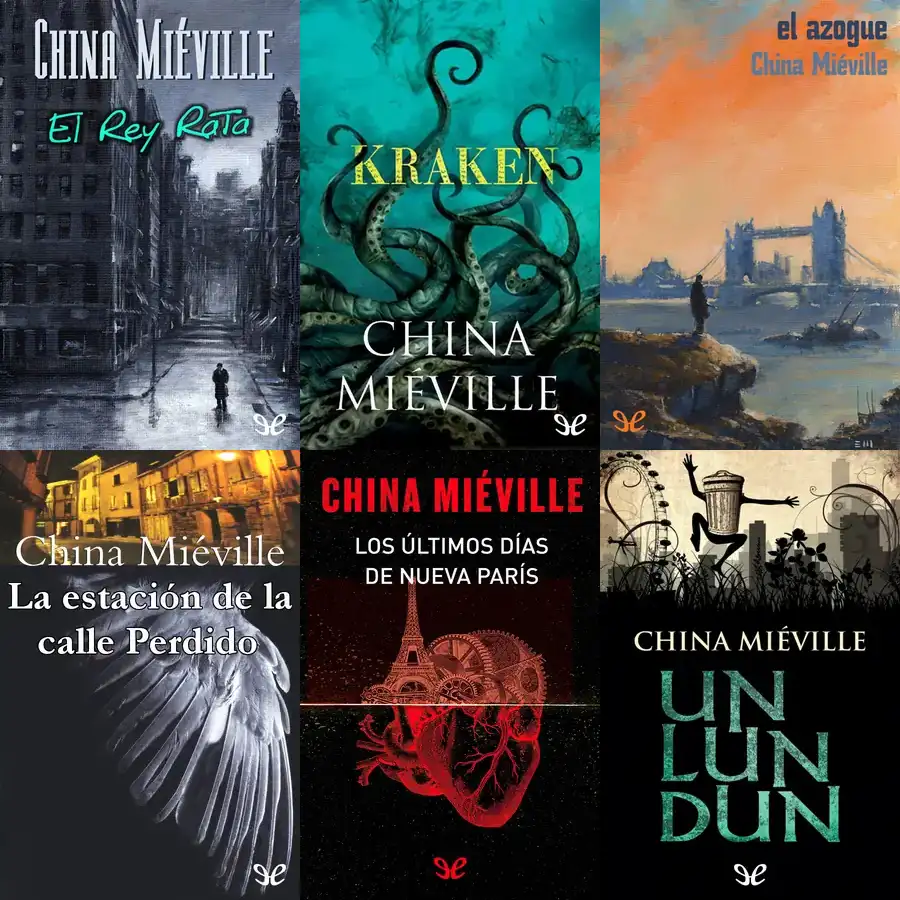 CHINA MIÉVILLE
El Rey Rata
KRAKEN
CHINA
MIÉVILLE
el azogue
China Miéville
China Miéville
La estación de la
calle Perdido
CHINA MIÉVILLE
LOS ÚLTIMOS DÍAS
DE NUEVA PARÍS
CHINA MIÉVILLE
UN
LUN
DUN